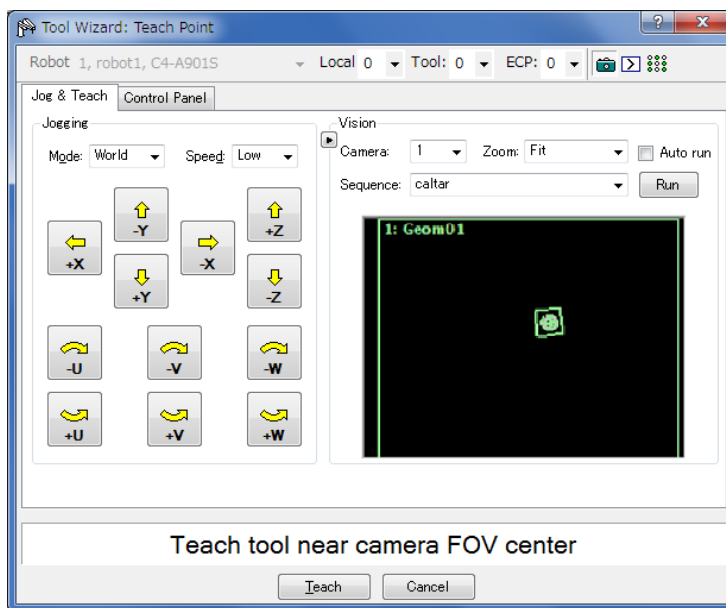 Tool Wizard: Teach Point
Robot 1, robot1, C4-A901S Local 0 Tool: 0 ECP: 0
Jog & Teach Control Panel
Jogging
Mode: World Speed: Low
-Y
+Z
+X
-X
+Y
-Z
-U
-V
-W
+U
+V
+W
Vision
Camera: 1 Zoom: Fit Auto run
Sequence: caltar Run
1: Geom01
Teach tool near camera FOV center
Teach Cancel